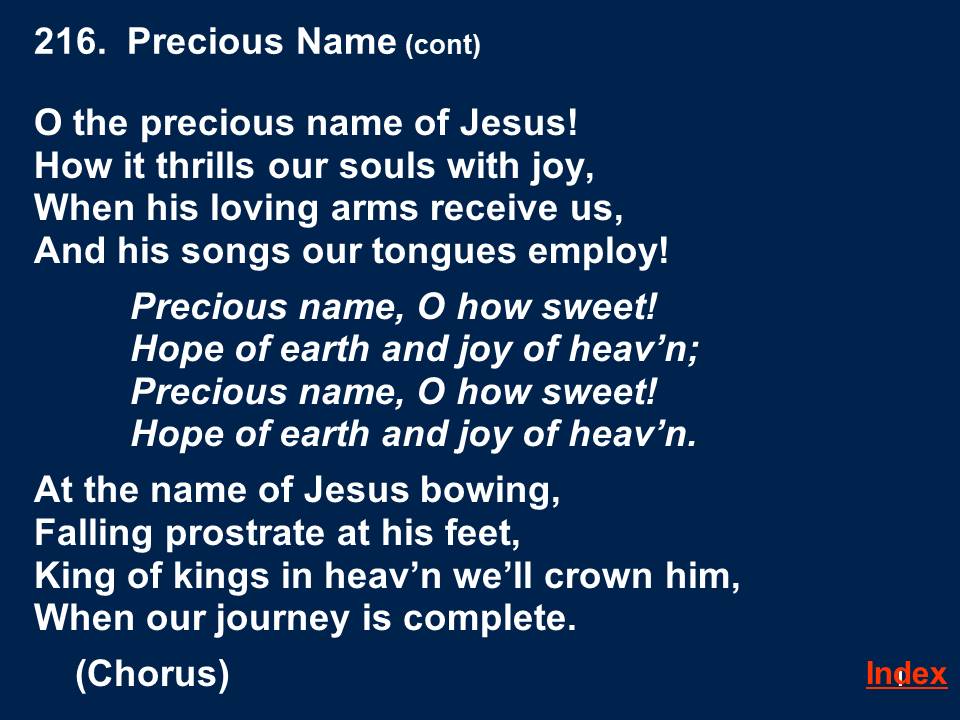 216.  Precious Name (cont)
O the precious name of Jesus!
How it thrills our souls with joy,
When his loving arms receive us,
And his songs our tongues employ!
Precious name, O how sweet!
Hope of earth and joy of heav’n;
Precious name, O how sweet!
Hope of earth and joy of heav’n.
At the name of Jesus bowing,
Falling prostrate at his feet,
King of kings in heav’n we’ll crown him,
When our journey is complete.
(Chorus)
Index